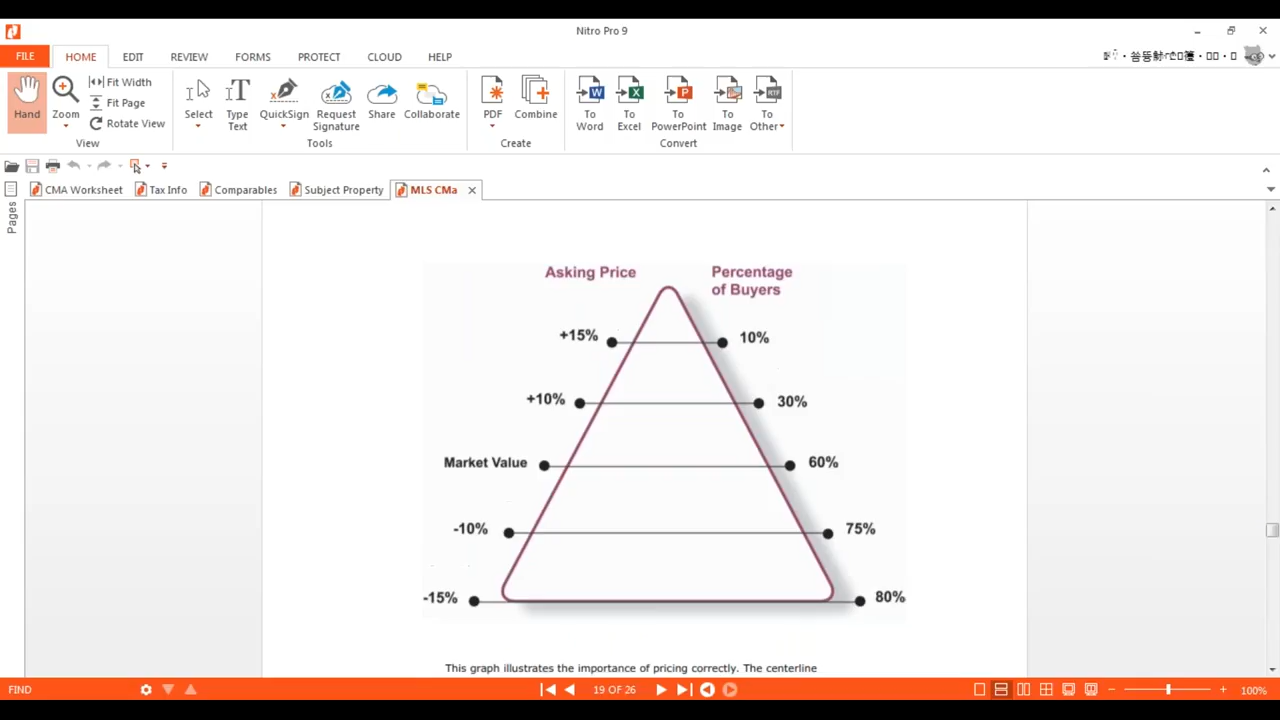 Nitro Pro 9
FILE
HOME
EDIT
REVIEW
FORMS
PROTECT
CLOUD
HELP
Hand
Zoom
Fit Width
Fit Page
Rotate View
View
Select
Type
Text
QuickSign
Request
Signature
Share
Collaborate
Tools
PDF
Combine
Create
To
Word
To
Excel
To
PowerPoint
To
Image
To
Other
Convert
CMA Worksheet
Tax Info
Comparables
Subject Property
MLS CMa
Pages
Asking Price
Percentage
of Buyers
+15% 10%
+10% 30%
Market Value 60%
-10% 75%
-15% 80%
This graph illustrates the importance of pricing correctly. The centerline
FIND
19 OF 26
100%